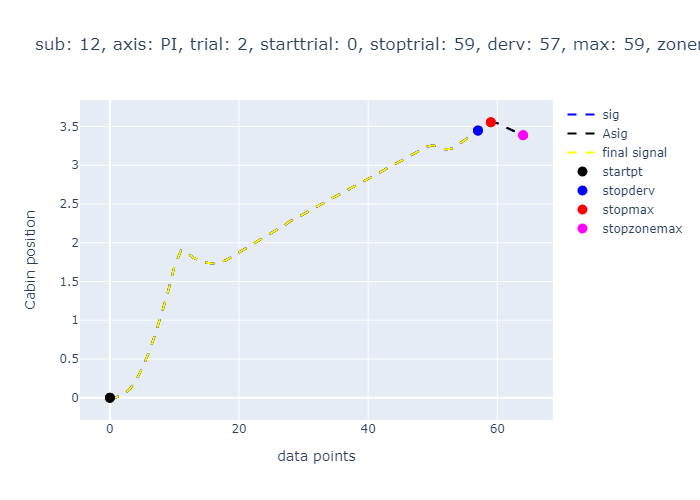 sub: 12, axis: PI, trial: 2, starttrial: 0, stoptrial: 59, derv: 57, max: 59,
Cabin position
3.5
3
2.5
2
1.5
1
0.5
0
0
20
40
60
data points
sig
Asig
final signal
startpt
stopderv
stopmax
stopzonemax